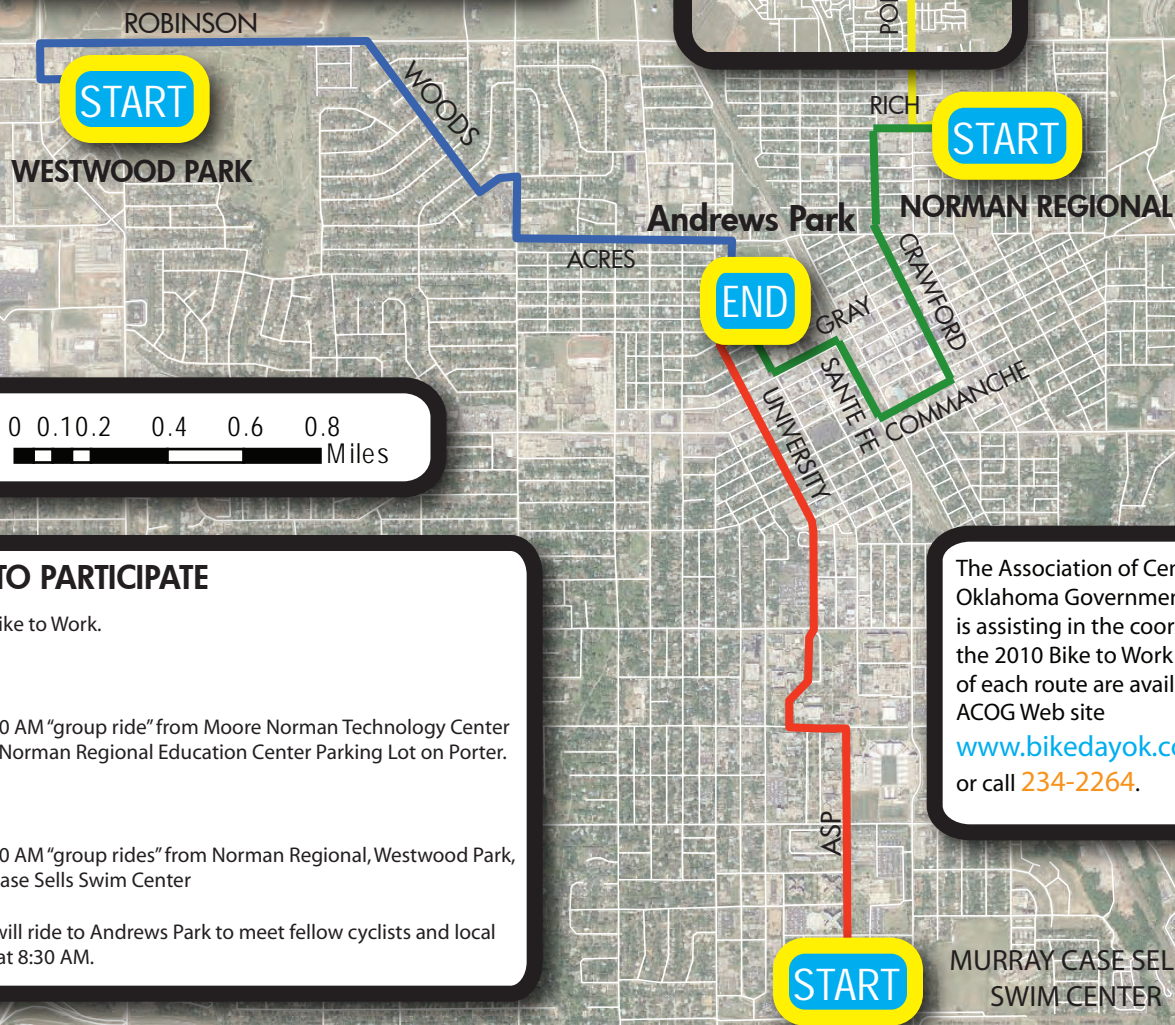 ROBINSON
START
WESTWOOD PARK
WOODS
ACRES
RICH
START
NORMAN REGIONAL
Andrews Park
END
GRAY
CRAWFORD
SANTE FE
COMMANCHE
UNIVERSITY
0 0.10.2 0.4 0.6 0.8
Miles
TO PARTICIPATE
ike to Work.
0 AM “group ride” from Moore Norman Technology Center
Norman Regional Education Center Parking Lot on Porter.
0 AM “group rides” from Norman Regional, Westwood Park,
ase Sells Swim Center
will ride to Andrews Park to meet fellow cyclists and local
at 8:30 AM.
The Association of Cen
Oklahoma Governmen
is assisting in the coor
the 2010 Bike to Work
of each route are avail
ACOG Web site
www.bikedayok.co
or call 234-2264.
ASP
START
MURRAY CASE SEL
SWIM CENTER